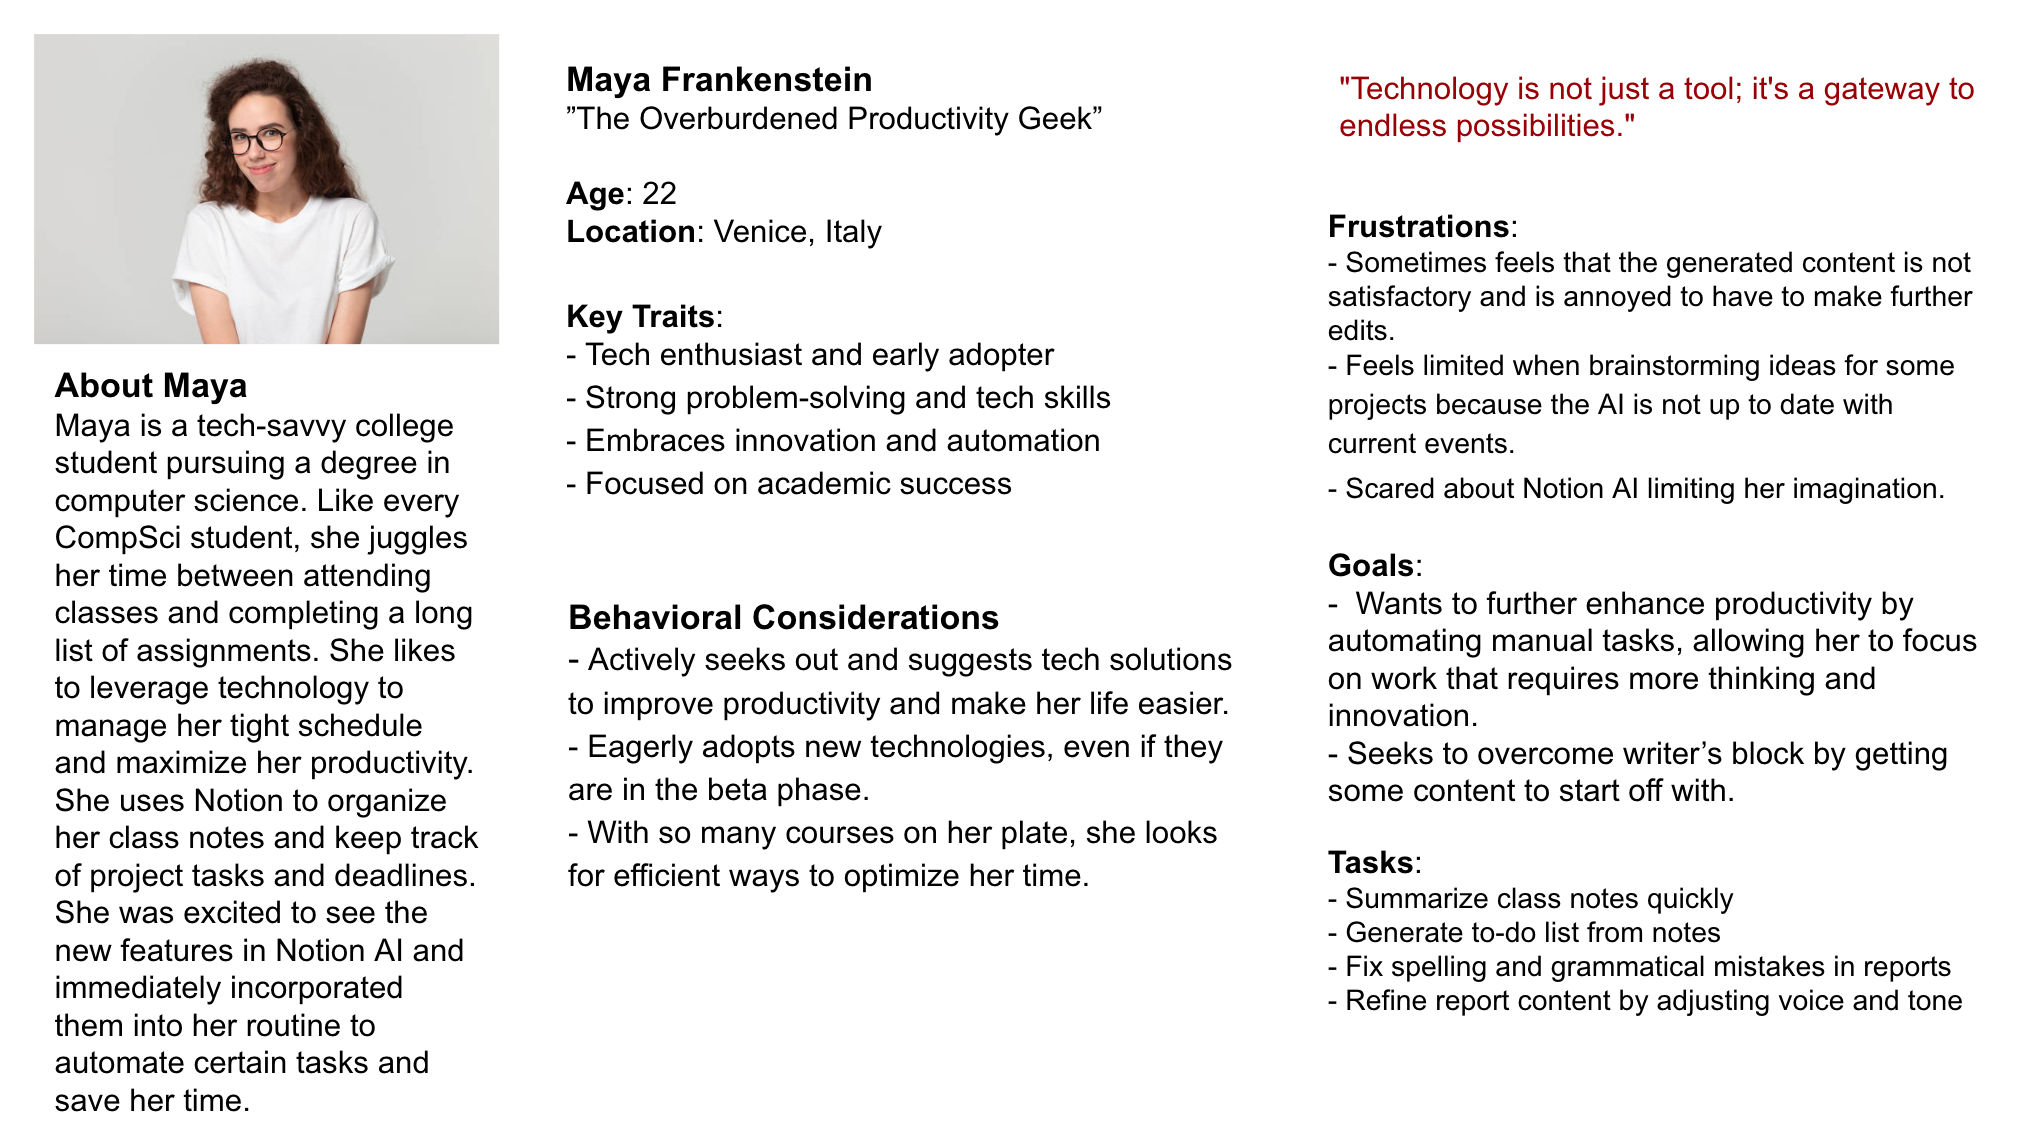 About Maya
Maya is a tech-savvy college
student pursuing a degree in
computer science. Like every
CompSci student, she juggles
her time between attending
classes and completing a long
list of assignments. She likes
to leverage technology to
manage her tight schedule
and maximize her productivity.
She uses Notion to organize
her class notes and keep track
of project tasks and deadlines.
She was excited to see the
new features in Notion AI and
immediately incorporated
them into her routine to
automate certain tasks and
save her time.
Maya Frankenstein
”The Overburdened Productivity Geek”
Age: 22
Location: Venice, Italy
Key Traits:
- Tech enthusiast and early adopter
- Strong problem-solving and tech skills
- Embraces innovation and automation
- Focused on academic success
Behavioral Considerations
- Actively seeks out and suggests tech solutions
to improve productivity and make her life easier.
- Eagerly adopts new technologies, even if they
are in the beta phase.
- With so many courses on her plate, she looks
for efficient ways to optimize her time.
"Technology is not just a tool; it's a gateway to
endless possibilities."
Frustrations:
- Sometimes feels that the generated content is not
satisfactory and is annoyed to have to make further
edits.
- Feels limited when brainstorming ideas for some
projects because the AI is not up to date with
current events.
- Scared about Notion AI limiting her imagination.
Goals:
-  Wants to further enhance productivity by
automating manual tasks, allowing her to focus
on work that requires more thinking and
innovation.
- Seeks to overcome writer’s block by getting
some content to start off with.
Tasks:
- Summarize class notes quickly
- Generate to-do list from notes
- Fix spelling and grammatical mistakes in reports
- Refine report content by adjusting voice and tone